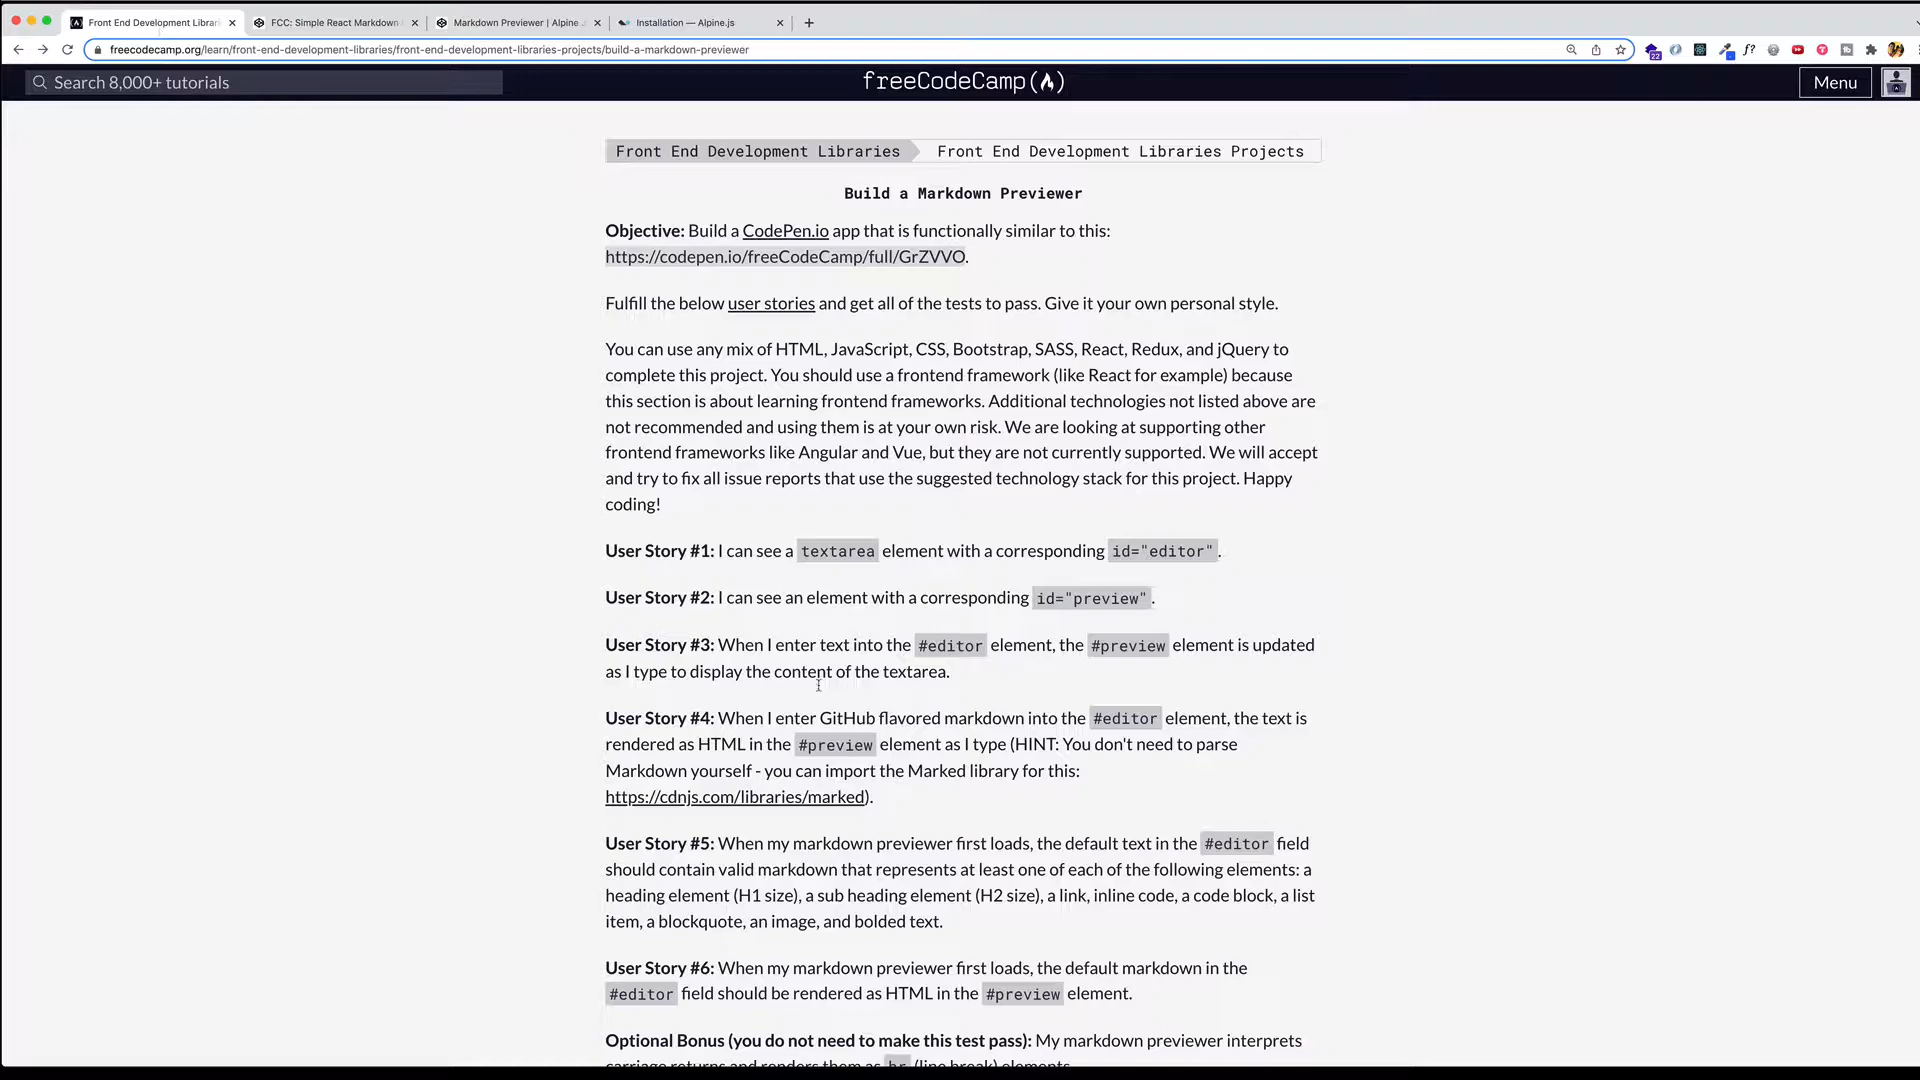 Front End Development Librari
FCC: Simple React Markdown
Markdown Previewer | Alpine
Installation — Alpine.js
freecodecamp.org/learn/front-end-development-libraries/front-end-development-libraries-projects/build-a-markdown-previewer
22
f?
Search 8,000+ tutorials
freeCodeCamp
Menu
Front End Development Libraries
Front End Development Libraries Projects
Build a Markdown Previewer
Objective: Build a CodePen.io app that is functionally similar to this:
https://codepen.io/freeCodeCamp/full/GrZVVO.
Fulfill the below user stories and get all of the tests to pass. Give it your own personal style.
You can use any mix of HTML, JavaScript, CSS, Bootstrap, SASS, React, Redux, and jQuery to
complete this project. You should use a frontend framework (like React for example) because
this section is about learning frontend frameworks. Additional technologies not listed above are
not recommended and using them is at your own risk. We are looking at supporting other
frontend frameworks like Angular and Vue, but they are not currently supported. We will accept
and try to fix all issue reports that use the suggested technology stack for this project. Happy
coding!
User Story #1: I can see a textarea element with a corresponding id="editor".
User Story #2: I can see an element with a corresponding id="preview".
User Story #3: When I enter text into the #editor element, the #preview element is updated
as I type to display the content of the textarea.
User Story #4: When I enter GitHub flavored markdown into the #editor element, the text is
rendered as HTML in the #preview element as I type (HINT: You don't need to parse
Markdown yourself - you can import the Marked library for this:
https://cdnjs.com/libraries/marked).
User Story #5: When my markdown previewer first loads, the default text in the #editor field
should contain valid markdown that represents at least one of each of the following elements: a
heading element (H1 size), a sub heading element (H2 size), a link, inline code, a code block, a list
item, a blockquote, an image, and bolded text.
User Story #6: When my markdown previewer first loads, the default markdown in the
#editor field should be rendered as HTML in the #preview element.
Optional Bonus (you do not need to make this test pass): My markdown previewer interprets
carriage returns and renders them as br (line break) elements.